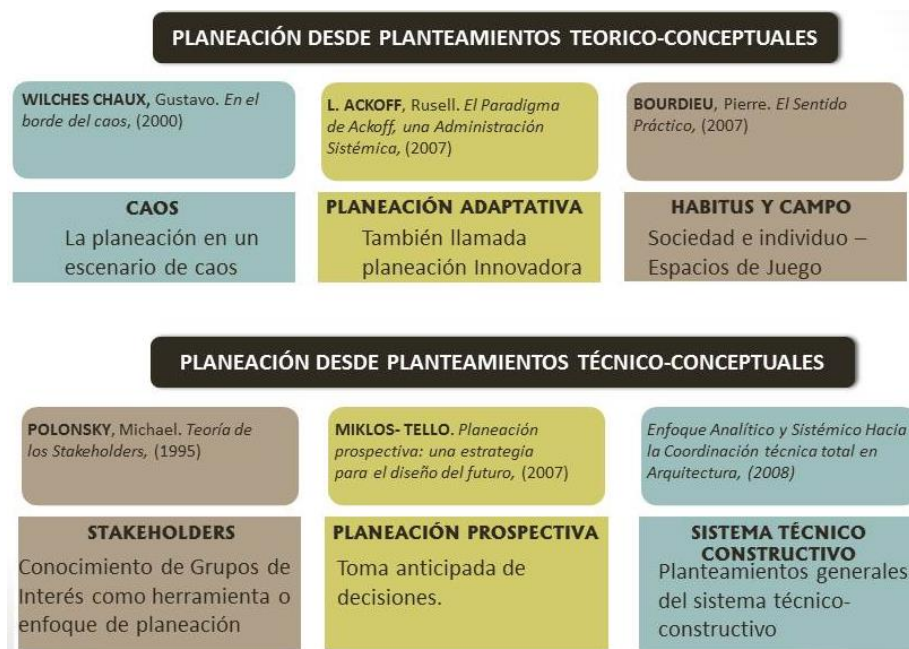 PLANEACIÓN DESDE PLANTEAMIENTOS TEORICO-CONCEPTUALES
WILCHES CHAUX, Gustavo. En el
borde del caos, (2000)
CAOS
La planeación en un
escenario de caos
L. ACKOFF, Rusell. El Paradigma
de Ackoff, una Administración
Sistémica, (2007)
PLANEACIÓN ADAPTATIVA
También llamada
planeación Innovadora
BOURDIEU, Pierre. El Sentido
Práctico, (2007)
HABITUS Y CAMPO
Sociedad e individuo –
Espacios de Juego
PLANEACIÓN DESDE PLANTEAMIENTOS TÉCNICO-CONCEPTUALES
POLONSKY, Michael. Teoría de
los Stakeholders, (1995)
STAKEHOLDERS
Conocimiento de Grupos de
Interés como herramienta o
enfoque de planeación
MIKLOS- TELLO. Planeación
prospectiva: una estrategia
para el diseño del futuro, (2007)
PLANEACIÓN PROSPECTIVA
Toma anticipada de
decisiones.
Enfoque Analítico y Sistémico Hacia
la Coordinación técnica total en
Arquitectura, (2008)
SISTEMA TÉCNICO
CONSTRUCTIVO
Planteamientos generales
del sistema técnico-
constructivo